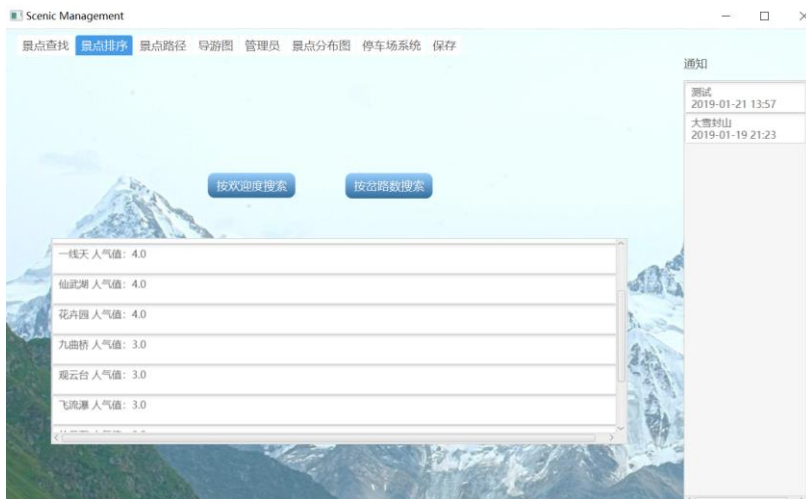 Scenic Management
景点查找 景点排序 景点路径 导游图 管理员 景点分布图 停车场系统 保存
通知
测试
2019-01-21 13:57
大雪封山
2019-01-19 21:23
按欢迎度搜索 按岔路数搜索
一线天 人气值：4.0
仙武湖 人气值：4.0
花卉园 人气值：4.0
九曲桥 人气值：3.0
观云台 人气值：3.0
飞流瀑 人气值：3.0